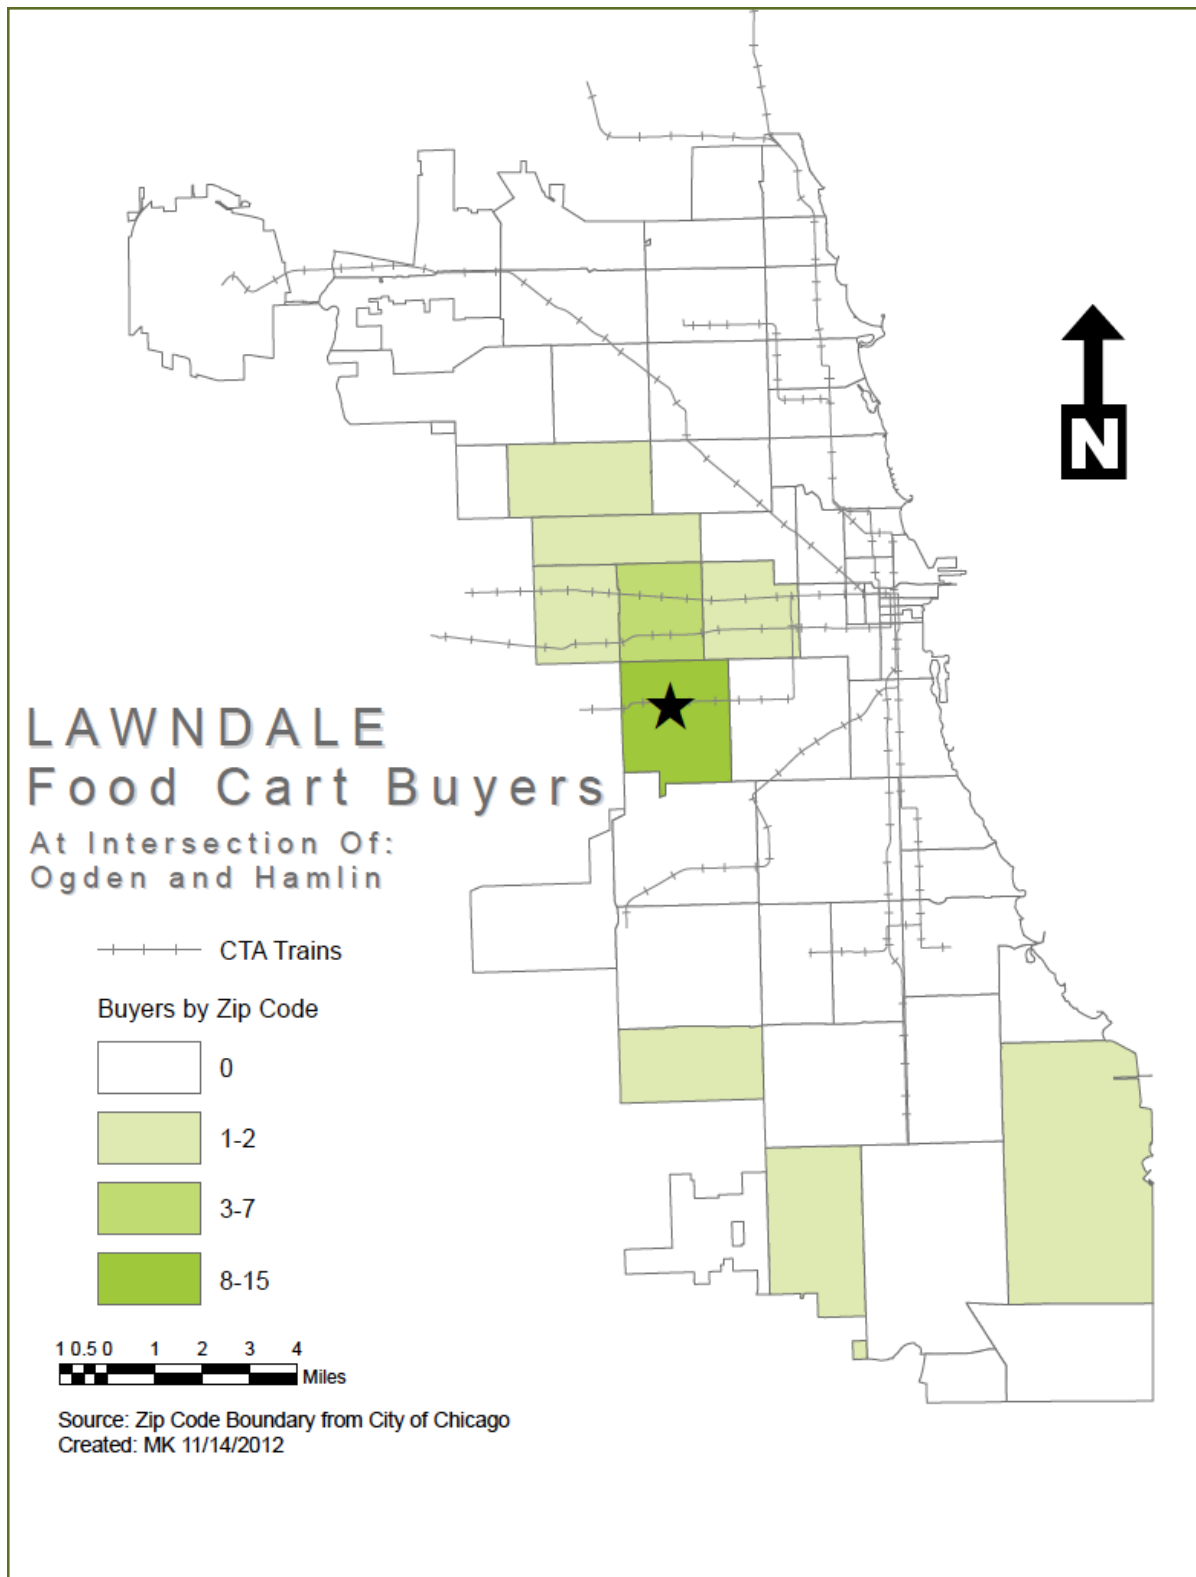 N
LAWNDALE
Food Cart Buyers
At Intersection Of:
Ogden and Hamlin
CTA Trains
Buyers by Zip Code
0
1-2
3-7
8-15
1 0.5 0 1 2 3 4
Miles
Source: Zip Code Boundary from City of Chicago
Created: MK 11/14/2012